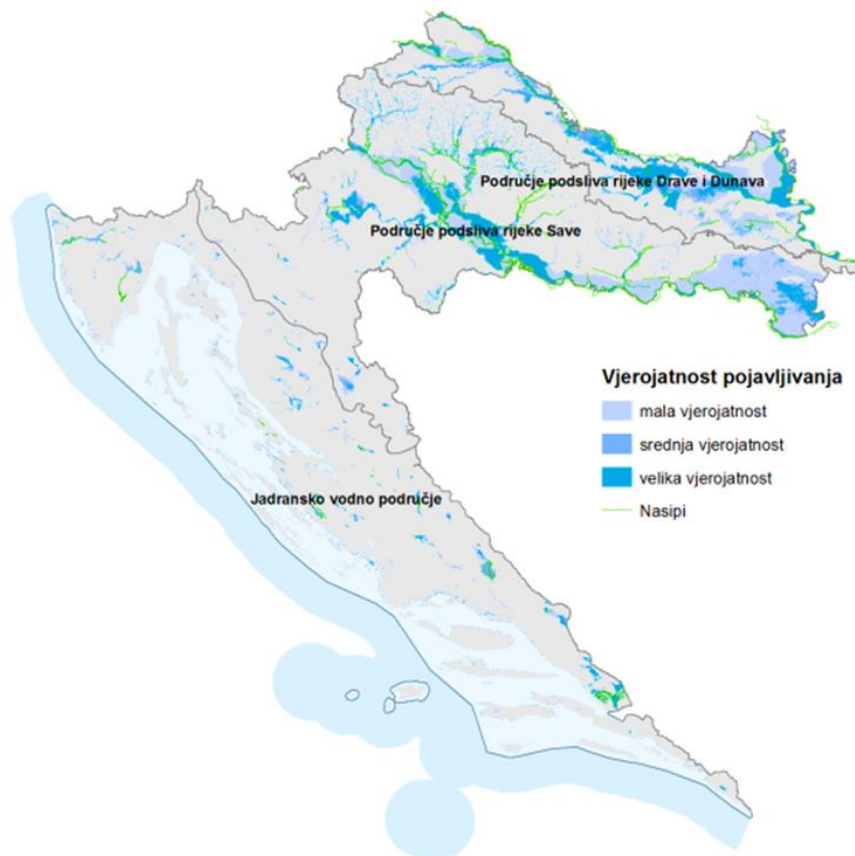 Područje podsliva rijeke Drave i Dunava
Područje podsliva rijeke Save
Jadransko vodno područje
Vjerojatnost pojavljivanja
mala vjerojatnost
srednja vjerojatnost
velika vjerojatnost
Nasipi